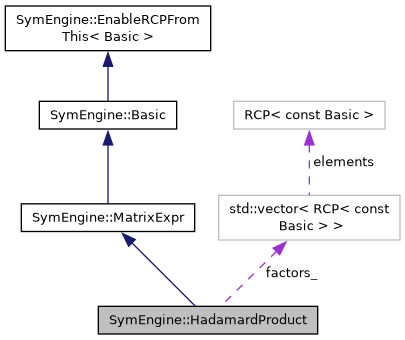 SymEngine::EnableRCPFrom
This< Basic >
SymEngine::Basic
RCP< const Basic >
elements
SymEngine::MatrixExpr
std::vector< RCP< const
Basic > >
factors_
SymEngine::HadamardProduct